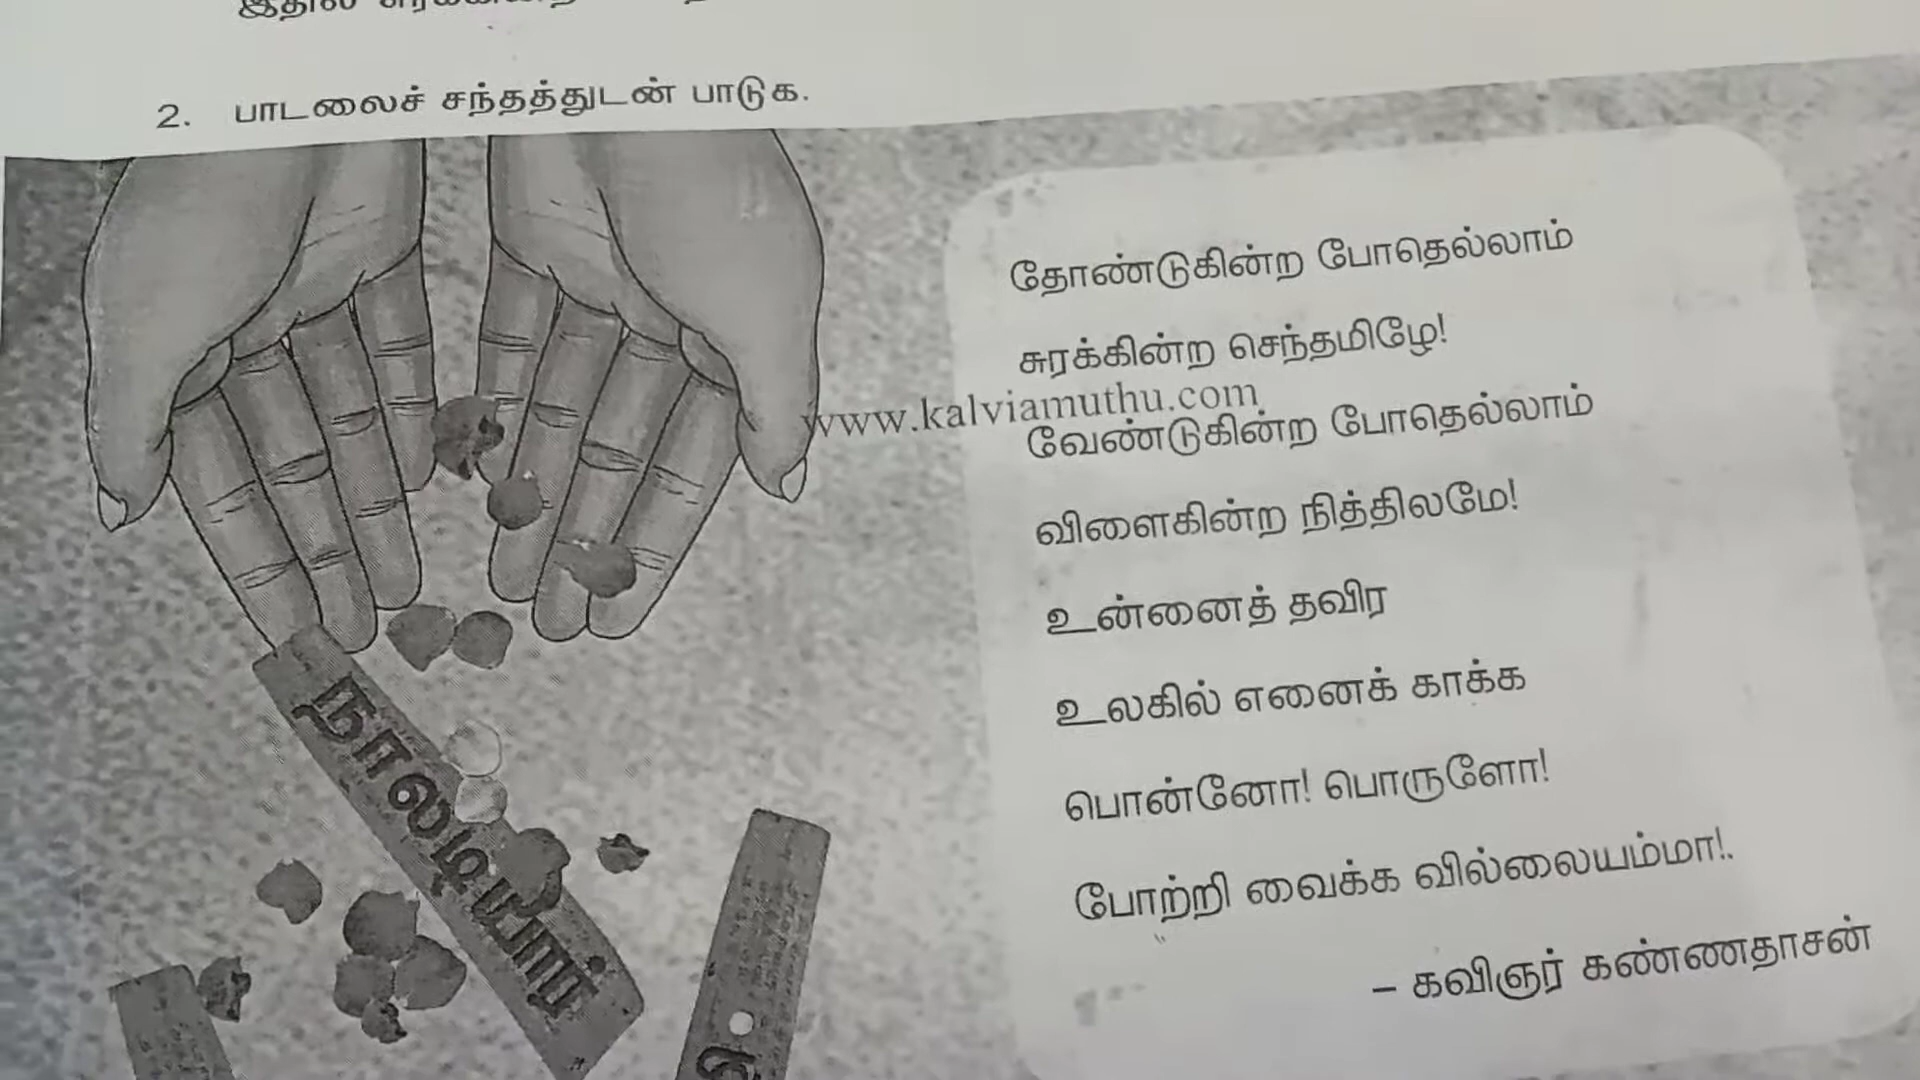 2. பாடலைச் சந்தத்துடன் பாடுக.
தோண்டுகின்ற போதெல்லாம்
சுரக்கின்ற செந்தமிழே!
www.kalviamuthu.com
வேண்டுகின்ற போதெல்லாம்
விளைகின்ற நித்திலமே!
உன்னைத் தவிர
உலகில் எனைக் காக்க
பொன்னோ! பொருளோ!
போற்றி வைக்க வில்லையம்மா!.
– கவிஞர் கண்ணதாசன்
நாலடியார்